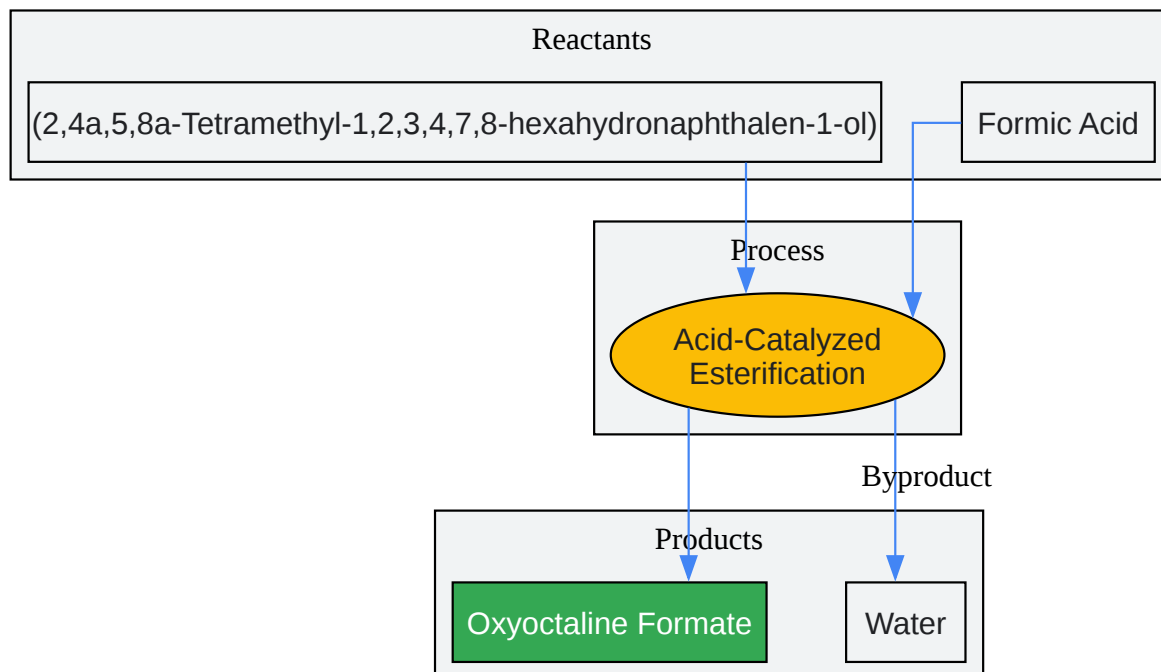 Reactants
(2,4a,5,8a-Tetramethyl-1,2,3,4,7,8-hexahydronaphthalen-1-ol)
Formic Acid
Process
Acid-Catalyzed
Esterification
Byproduct
Products
Oxyoctaline Formate
Water